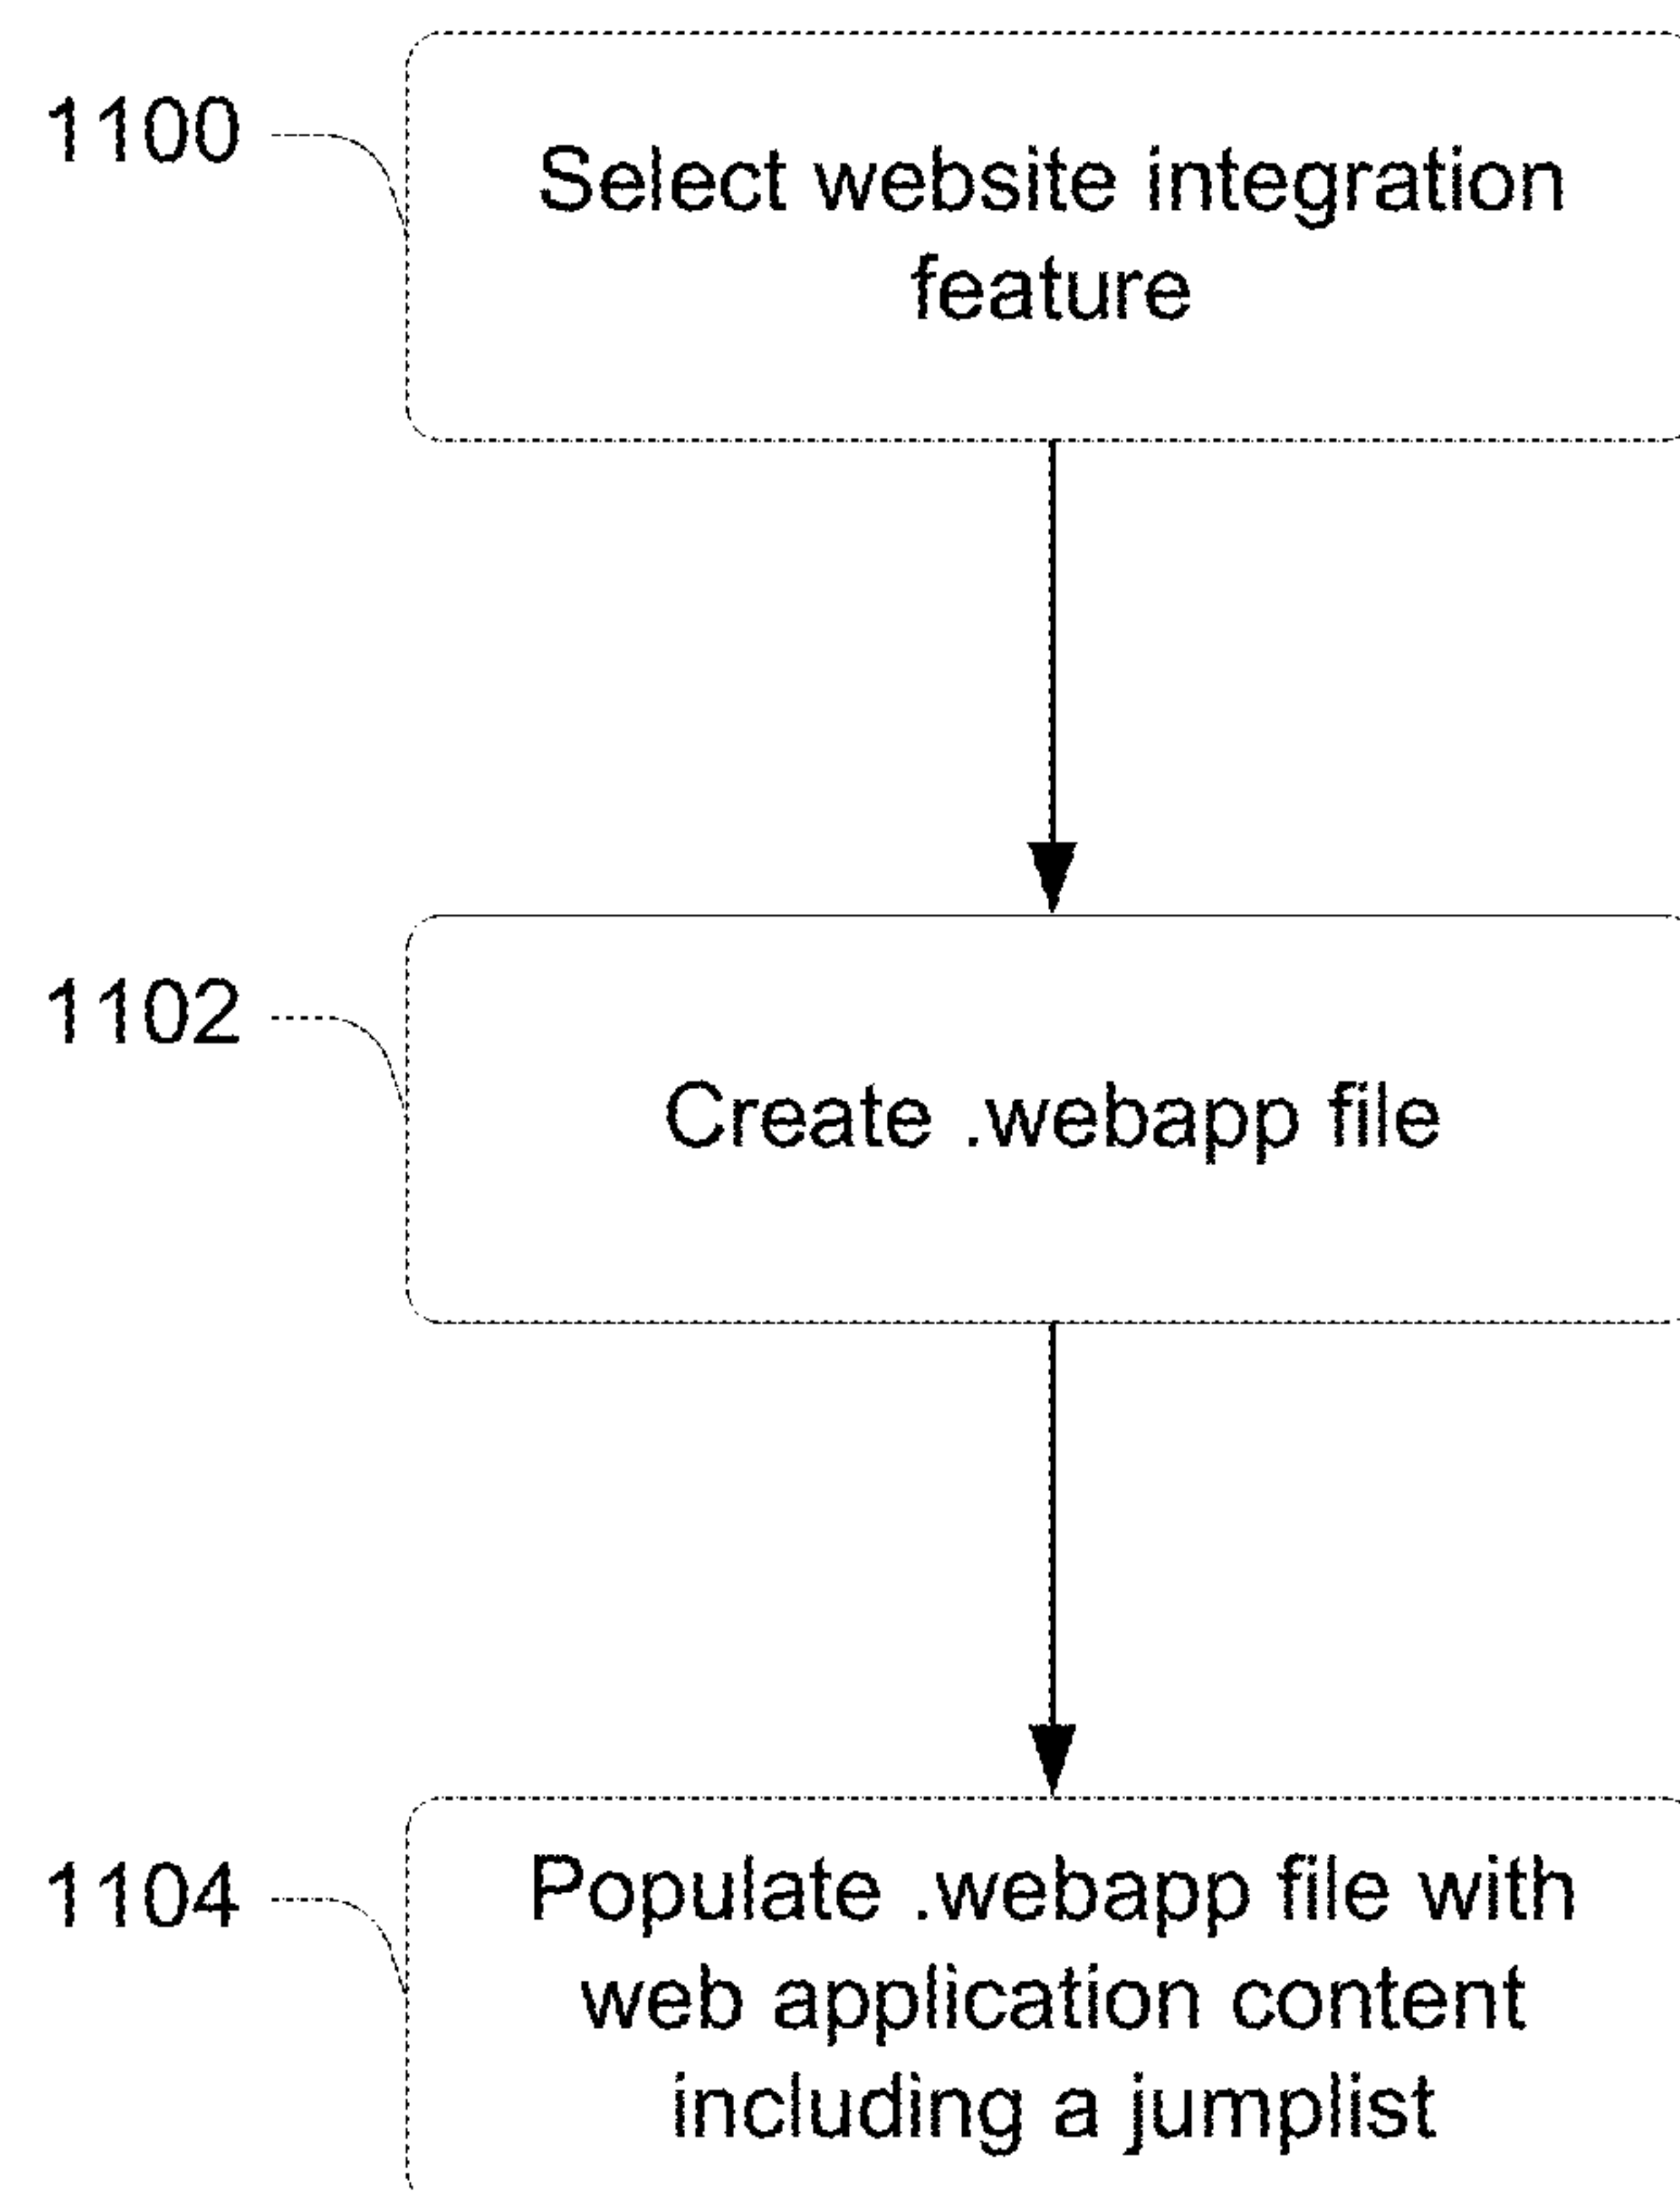 1100
Select website integration
feature
1102
Create .webapp file
1104
Populate .webapp file with
web application content
including a jumplist